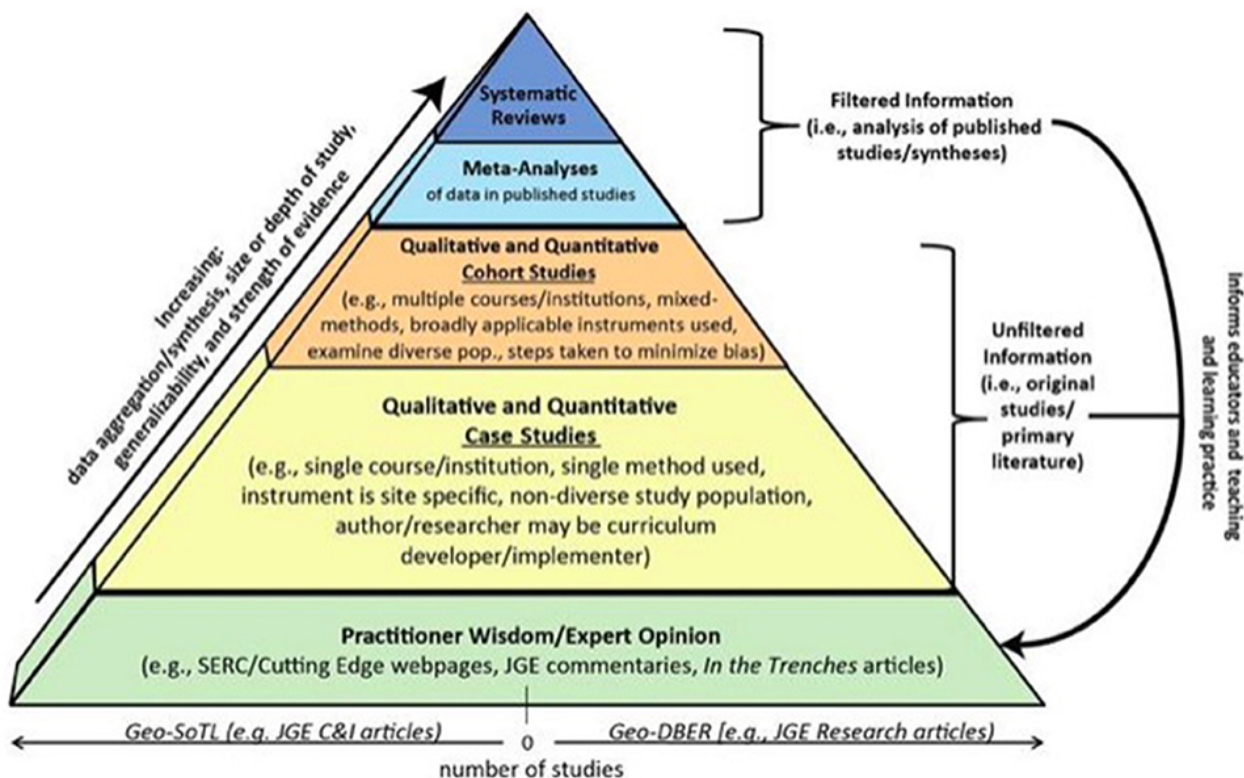 Systematic
Reviews
Meta-Analyses
of data in published studies
Qualitative and Quantitative
Cohort Studies
(e.g., multiple courses/institutions, mixed-
methods, broadly applicable instruments used,
examine diverse pop., steps taken to minimize bias)
Qualitative and Quantitative
Case Studies
(e.g., single course/institution, single method used,
instrument is site specific, non-diverse study population,
author/researcher may be curriculum
developer/implementer)
Practitioner Wisdom/Expert Opinion
(e.g., SERC/Cutting Edge webpages, JGE commentaries, In the Trenches articles)
Increasing:
data aggregation/synthesis, size or depth of study,
generalizability, and strength of evidence
Filtered Information
(i.e., analysis of published
studies/syntheses)
Unfiltered
Information
(i.e., original
studies/
primary
literature)
Informs educators and teaching
and learning practice
Geo-SoTL (e.g. JGE C&I articles)
0
Geo-DBER [e.g., JGE Research articles)
number of studies